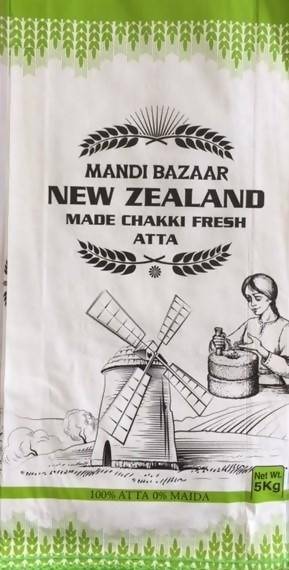 MANDI BAZAAR
NEW ZEALAND
MADE CHAKKI FRESH
ATTA
Net Wt.
5Kg
100% ATTA 0% MAIDA